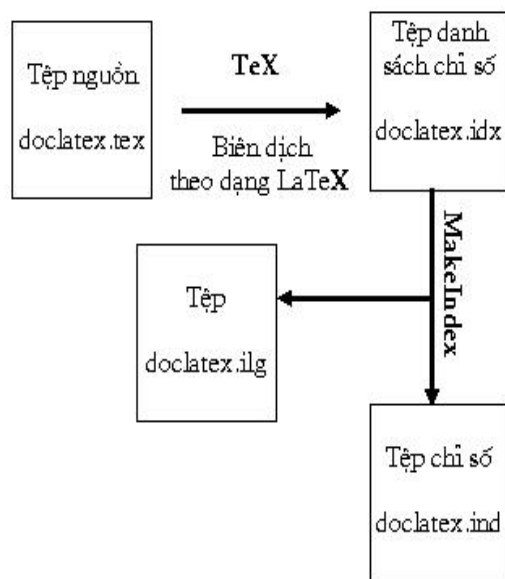 Tệp nguồn
doclatex.tex
TeX
Biên dịch
theo dạng LaTeX
Tệp danh
sách chỉ số
doclatex.idx
MakeIndex
Tệp
doclatex.ilg
Tệp chỉ số
doclatex.ind